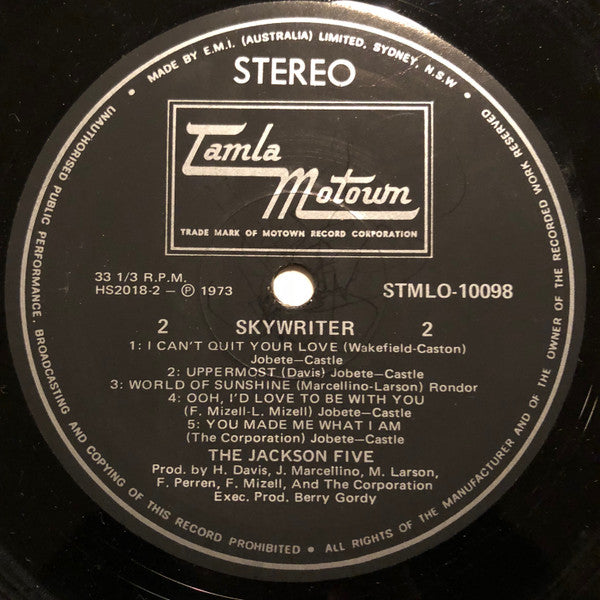 • MADE BY E.M.I. (AUSTRALIA) LIMITED, SYDNEY, N.S.W •
STEREO
Tamla
Motown
TRADE MARK OF MOTOWN RECORD CORPORATION
33 1/3 R.P.M.
HS2018-2 – Ⓟ 1973
STMLO-10098
2 SKYWRITER 2
1: I CAN'T QUIT YOUR LOVE (Wakefield-Caston)
Jobete–Castle
2: UPPERMOST (Davis) Jobete–Castle
3: WORLD OF SUNSHINE (Marcellino-Larson) Rondor
4: OOH, I'D LOVE TO BE WITH YOU
(F. Mizell-L. Mizell) Jobete–Castle
5: YOU MADE ME WHAT I AM
(The Corporation) Jobete–Castle
THE JACKSON FIVE
Prod. by H. Davis, J. Marcellino, M. Larson,
F. Perren, F. Mizell, And The Corporation
Exec. Prod. Berry Gordy
UNAUTHORISED PUBLIC PERFORMANCE, BROADCASTING AND COPYING OF THIS RECORD PROHIBITED • ALL RIGHTS OF THE MANUFACTURER AND OF THE OWNER OF THE RECORDED WORK RESERVED